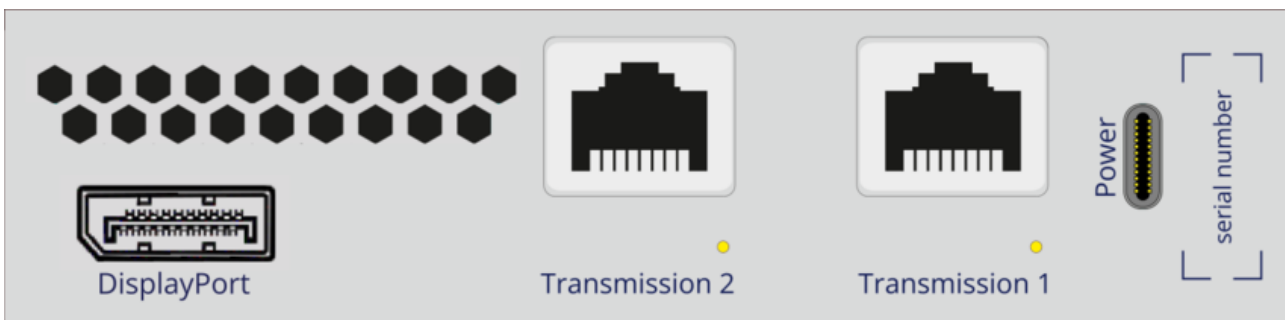 DisplayPort
Transmission 2
Transmission 1
Power
serial number